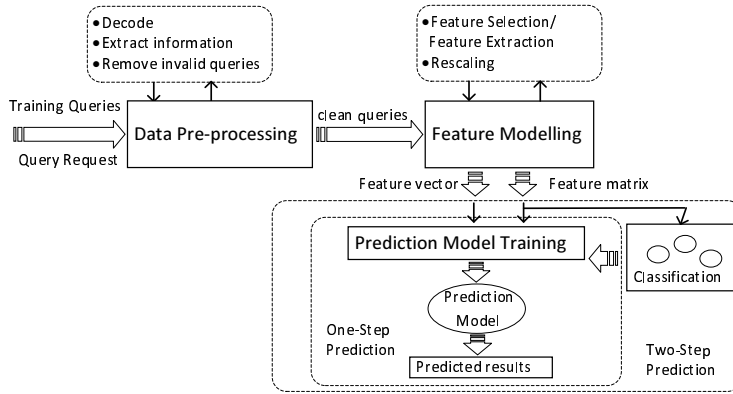 ● Decode
● Extract information
● Remove invalid queries
● Feature Selection/
Feature Extraction
● Rescaling
Training Queries
Query Request
Data Pre-processing
clean queries
Feature Modelling
Feature vector
Feature matrix
Prediction Model Training
Classification
Prediction
Model
One-Step
Prediction
Predicted results
Two-Step
Prediction